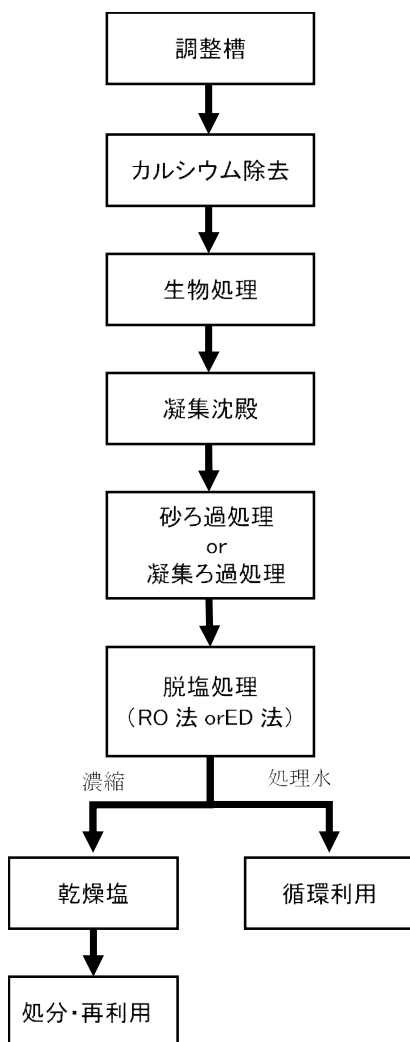 調整槽
カルシウム除去
生物処理
凝集沈殿
砂ろ過処理
or
凝集ろ過処理
脱塩処理
（RO 法 orED 法）
濃縮
処理水
乾燥塩
循環利用
処分・再利用